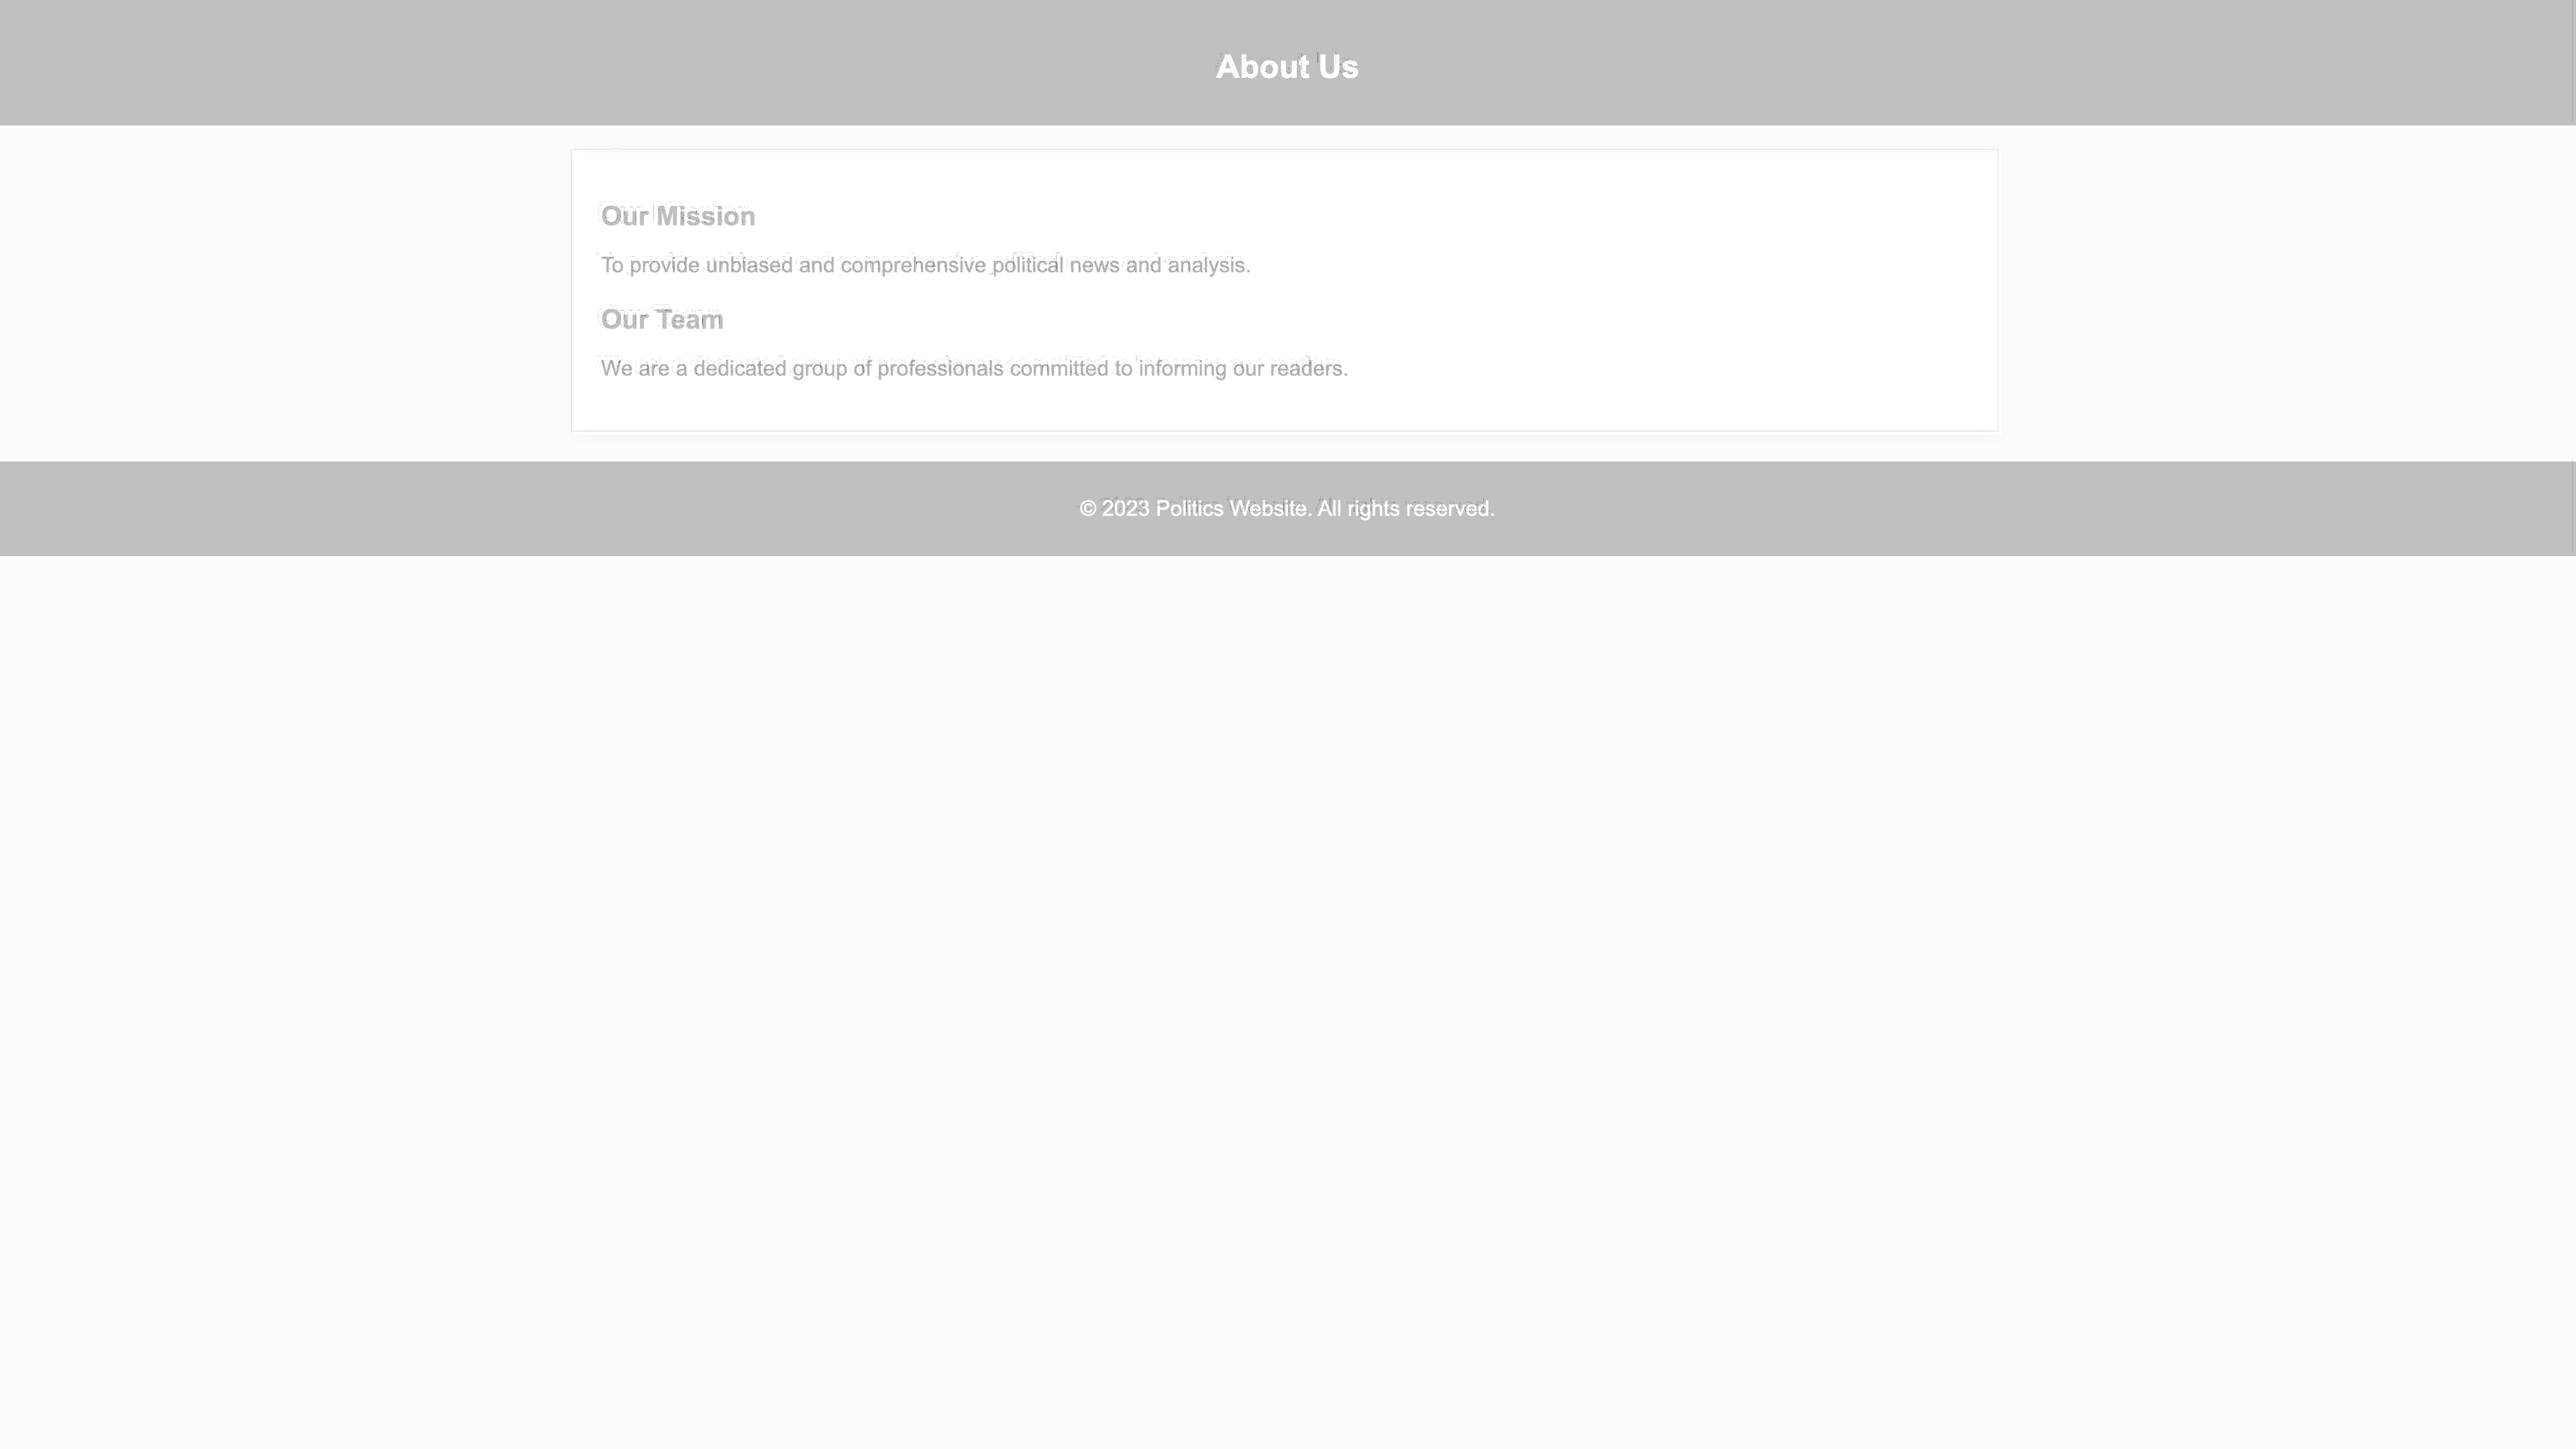 About Us
Our Mission
To provide unbiased and comprehensive political news and analysis.
Our Team
We are a dedicated group of professionals committed to informing our readers.
© 2023 Politics Website. All rights reserved.